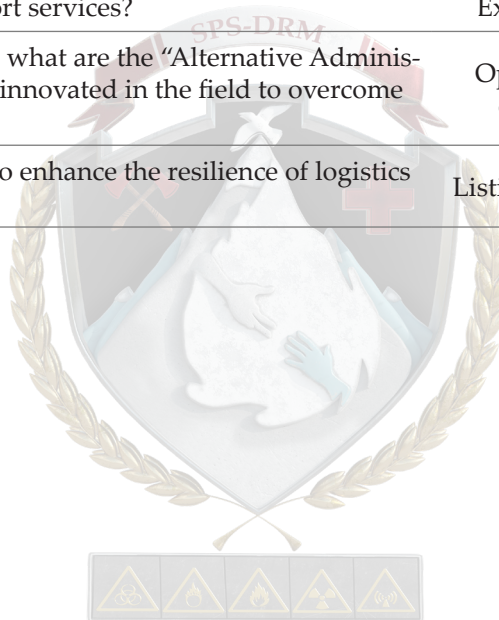 ort services?
Ex
SPS-DRM
what are the “Alternative Adminis-
innovated in the field to overcome
Op
o enhance the resilience of logistics
Listi